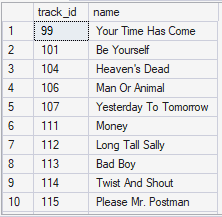 track_id name
1 99 Your Time Has Come
2 101 Be Yourself
3 104 Heaven's Dead
4 106 Man Or Animal
5 107 Yesterday To Tomorrow
6 111 Money
7 112 Long Tall Sally
8 113 Bad Boy
9 114 Twist And Shout
10 115 Please Mr. Postman